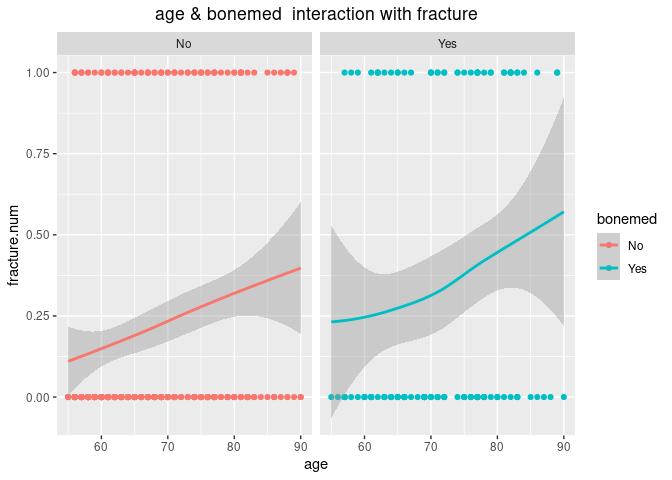 age & bonemed  interaction with fracture
No
Yes
1.00
0.75
0.50
0.25
0.00
fracture.num
60
70
80
90
60
70
80
90
age
bonemed
No
Yes